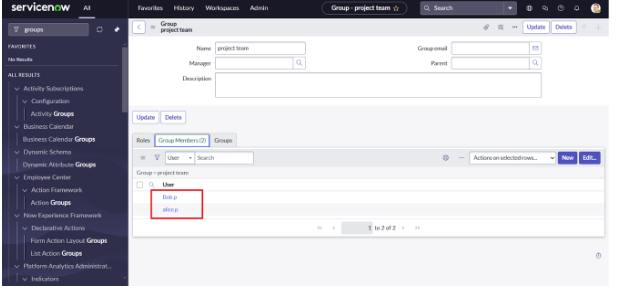 servicenow All Favorites History Workspaces Admin Group - project team ☆ Search
groups
FAVORITES
No Results
ALL RESULTS
Activity Subscriptions
Configuration
Activity Groups
Business Calendar
Business Calendar Groups
Dynamic Schema
Dynamic Attribute Groups
Employee Center
Action Framework
Action Groups
Now Experience Framework
Declarative Actions
Form Action Layout Groups
List Action Groups
Platform Analytics Administrat...
Indicators
Group
project team
Update Delete
Name project team Group email
Manager Parent
Description
Update Delete
Roles Group Members (2) Groups
User Search Actions on selected rows... New Edit...
Group = project team
User
Bob p
alice p
1 to 2 of 2